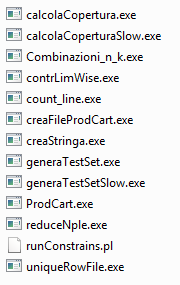 calcolaCopertura.exe
calcolaCoperturaSlow.exe
Combinazioni_n_k.exe
contrLimWise.exe
count_line.exe
creaFileProdCart.exe
creaStringa.exe
generaTestSet.exe
generaTestSetSlow.exe
ProdCart.exe
reduceNple.exe
runConstrains.pl
uniqueRowFile.exe